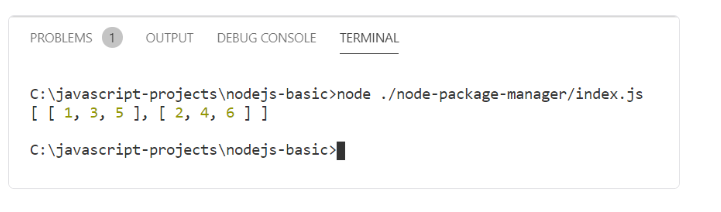 PROBLEMS 1 OUTPUT DEBUG CONSOLE TERMINAL
C:\javascript-projects\nodejs-basic>node ./node-package-manager/index.js
[ [ 1, 3, 5 ], [ 2, 4, 6 ] ]
C:\javascript-projects\nodejs-basic>